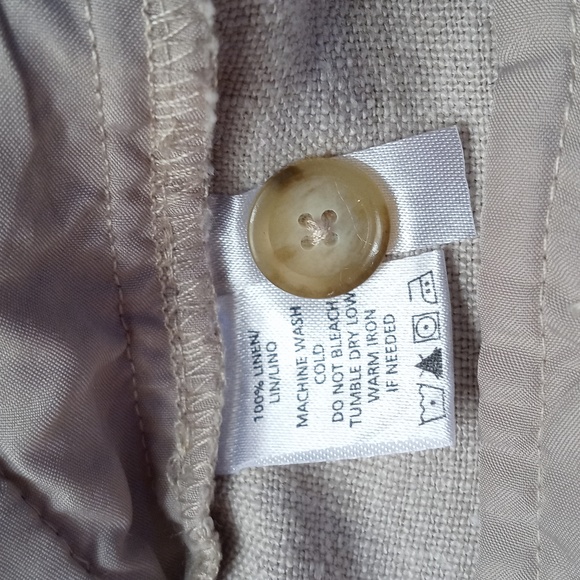 100% LINEN/
LIN/LINO
MACHINE WASH
COLD
DO NOT BLEACH
TUMBLE DRY LOW
WARM IRON
IF NEEDED